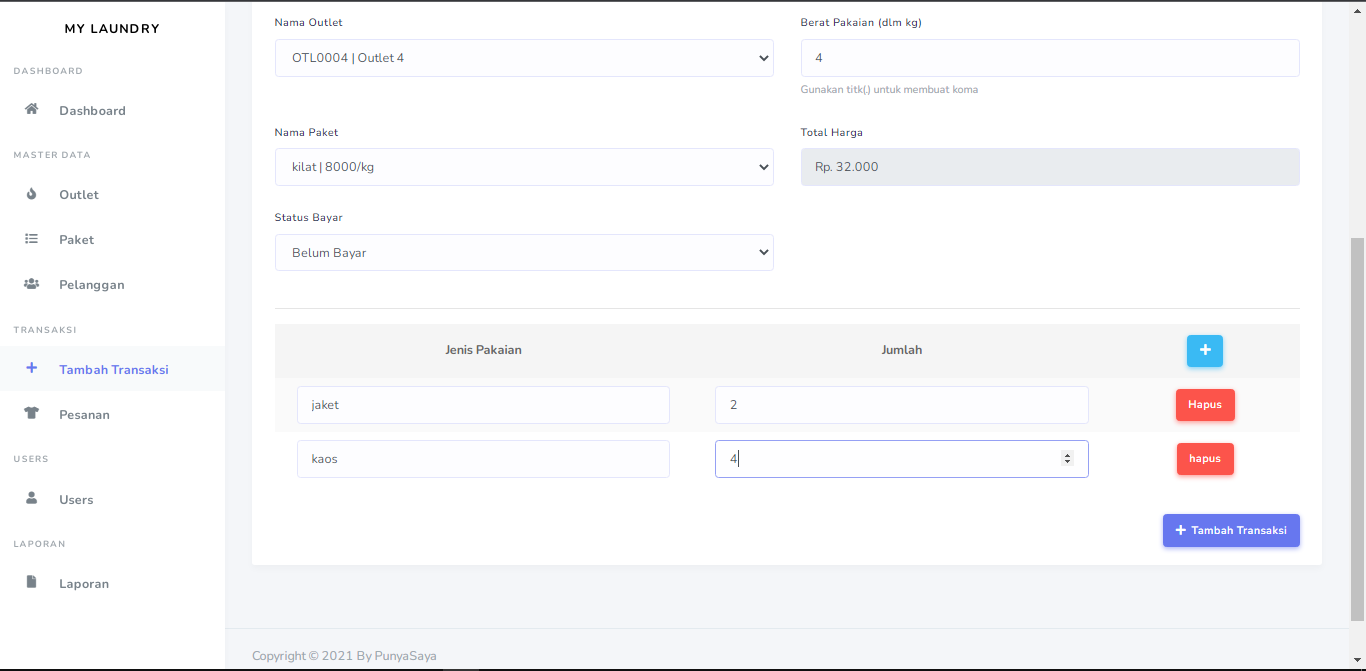 MY LAUNDRY
DASHBOARD
Dashboard
MASTER DATA
Outlet
Paket
Pelanggan
TRANSAKSI
Tambah Transaksi
Pesanan
USERS
Users
LAPORAN
Laporan
Nama Outlet
OTL0004 | Outlet 4
Berat Pakaian (dlm kg)
4
Gunakan titk(.) untuk membuat koma
Nama Paket
kilat | 8000/kg
Total Harga
Rp. 32.000
Status Bayar
Belum Bayar
Jenis Pakaian Jumlah +
jaket 2 Hapus
kaos 4 hapus
+ Tambah Transaksi
Copyright © 2021 By PunyaSaya